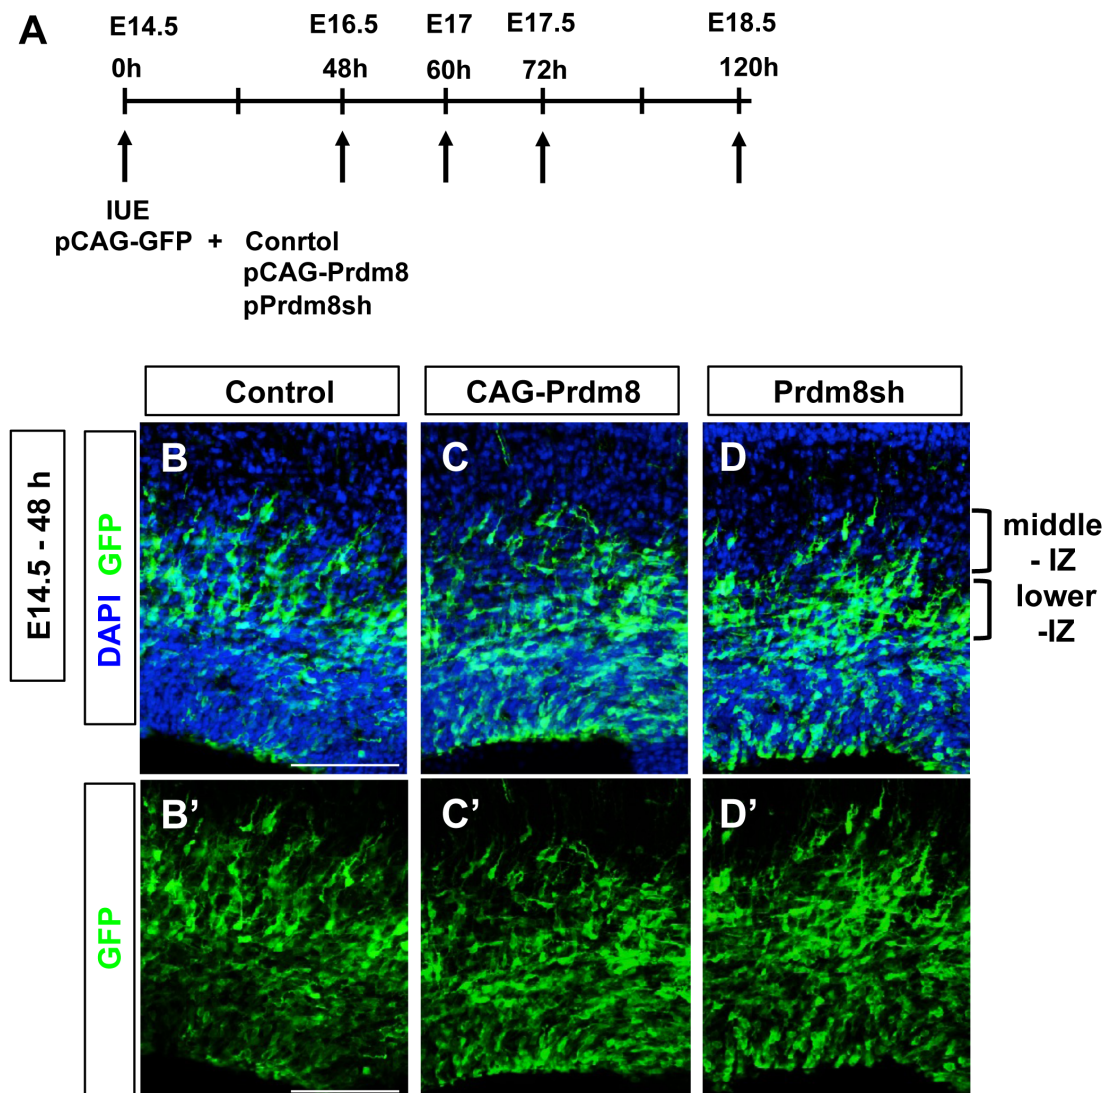 A
E14.5 E16.5 E17 E17.5 E18.5
0h 48h 60h 72h 120h
IUE
pCAG-GFP + Conrtol
pCAG-Prdm8
pPrdm8sh
Control CAG-Prdm8 Prdm8sh
E14.5 - 48 h
DAPI GFP
B C D
middle
- IZ
lower
-IZ
GFP
B’ C’ D’